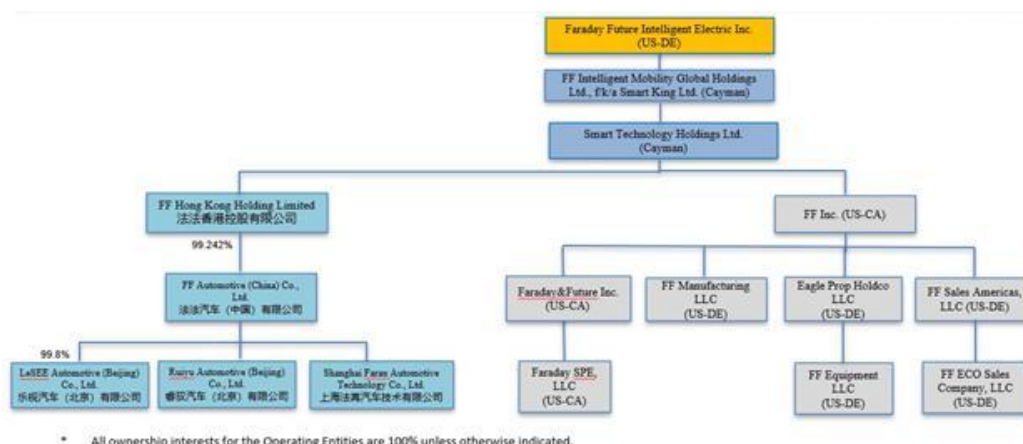 Faraday Future Intelligent Electric Inc.
(US-DE)
FF Intelligent Mobility Global Holdings
Ltd., f/k/a Smart King Ltd. (Cayman)
Smart Technology Holdings Ltd.
(Cayman)
FF Hong Kong Holding Limited
法法香港控股有限公司
FF Inc. (US-CA)
99.242%
FF Automotive (China) Co.,
Ltd.
法法汽车（中国）有限公司
Faraday&Future Inc.
(US-CA)
FF Manufacturing
LLC
(US-DE)
Eagle Prop Holdco
LLC
(US-DE)
FF Sales Americas,
LLC (US-DE)
99.8%
LeSEE Automotive (Beijing)
Co., Ltd.
乐视汽车（北京）有限公司
Ruiyu Automotive (Beijing)
Co., Ltd.
睿驭汽车（北京）有限公司
Shanghai Faran Automotive
Technology Co., Ltd.
上海法冉汽车技术有限公司
Faraday SPE,
LLC
(US-CA)
FF Equipment
LLC
(US-DE)
FF ECO Sales
Company, LLC
(US-DE)
* All ownership interests for the Operating Entities are 100% unless otherwise indicated.